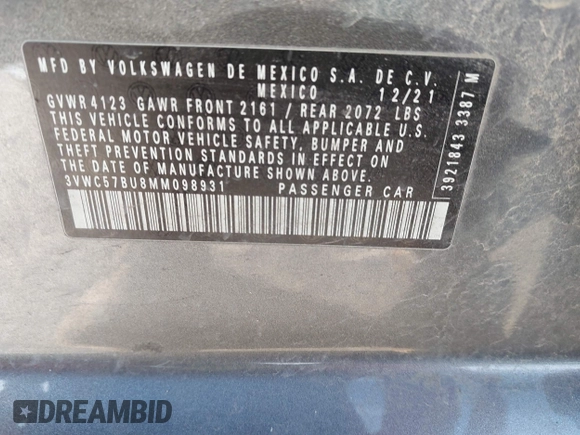 MFD BY VOLKSWAGEN DE MEXICO S.A. DE C.V.
MEXICO 12/21
GVWR 4123 GAWR FRONT 2161 / REAR 2072 LBS
THIS VEHICLE CONFORMS TO ALL APPLICABLE U.S.
FEDERAL MOTOR VEHICLE SAFETY, BUMPER AND
THEFT PREVENTION STANDARDS IN EFFECT ON
THE DATE OF MANUFACTURE SHOWN ABOVE.
3VWC57BU8MM098931 PASSENGER CAR
3921843 3387 M
DREAMBID